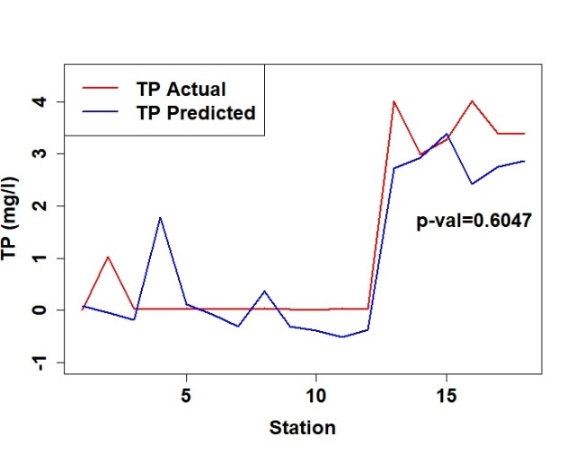 TP Actual
TP Predicted
4
3
2
1
0
-1
TP (mg/l)
p-val=0.6047
5 10 15
Station